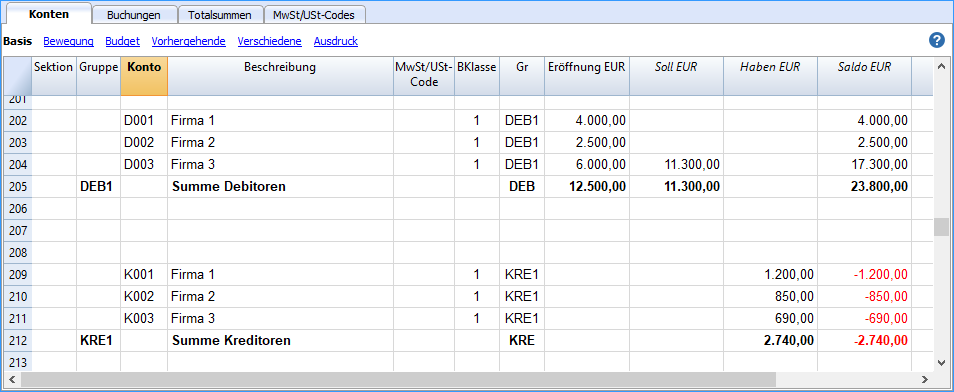 Konten Buchungen Totalsummen MwSt/USt-Codes
Basis Bewegung Budget Vorhergehende Verschiedene Ausdruck ?
Sektion Gruppe Konto Beschreibung MwSt/USt-Code BKlasse Gr Eröffnung EUR Soll EUR Haben EUR Saldo EUR
201
202 D001 Firma 1 1 DEB1 4.000,00 4.000,00
203 D002 Firma 2 1 DEB1 2.500,00 2.500,00
204 D003 Firma 3 1 DEB1 6.000,00 11.300,00 17.300,00
205 DEB1 Summe Debitoren DEB 12.500,00 11.300,00 23.800,00
206
207
208
209 K001 Firma 1 1 KRE1 1.200,00 -1.200,00
210 K002 Firma 2 1 KRE1 850,00 -850,00
211 K003 Firma 3 1 KRE1 690,00 -690,00
212 KRE1 Summe Kreditoren KRE 2.740,00 -2.740,00
213